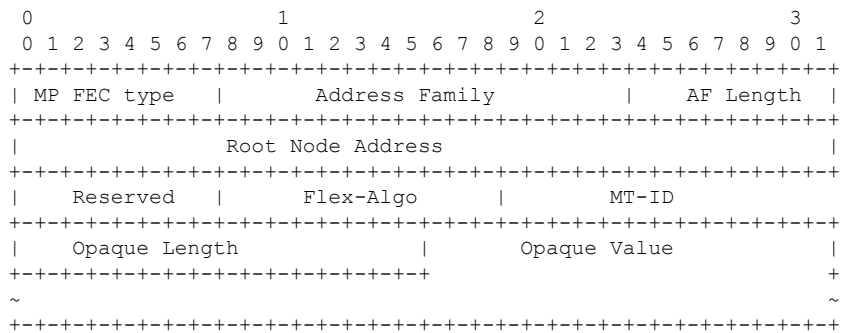 0                   1                   2                   3
 0 1 2 3 4 5 6 7 8 9 0 1 2 3 4 5 6 7 8 9 0 1 2 3 4 5 6 7 8 9 0 1
+-+-+-+-+-+-+-+-+-+-+-+-+-+-+-+-+-+-+-+-+-+-+-+-+-+-+-+-+-+-+-+-+
| MP FEC type   |       Address Family          |    AF Length  |
+-+-+-+-+-+-+-+-+-+-+-+-+-+-+-+-+-+-+-+-+-+-+-+-+-+-+-+-+-+-+-+-+
|                Root Node Address                              |
+-+-+-+-+-+-+-+-+-+-+-+-+-+-+-+-+-+-+-+-+-+-+-+-+-+-+-+-+-+-+-+-+
|    Reserved   |      Flex-Algo      |        MT-ID
+-+-+-+-+-+-+-+-+-+-+-+-+-+-+-+-+-+-+-+-+-+-+-+-+-+-+-+-+-+-+-+-+
|    Opaque Length              |       Opaque Value            |
+-+-+-+-+-+-+-+-+-+-+-+-+-+-+-+-+                               +
~                                                               ~
+-+-+-+-+-+-+-+-+-+-+-+-+-+-+-+-+-+-+-+-+-+-+-+-+-+-+-+-+-+-+-+-+